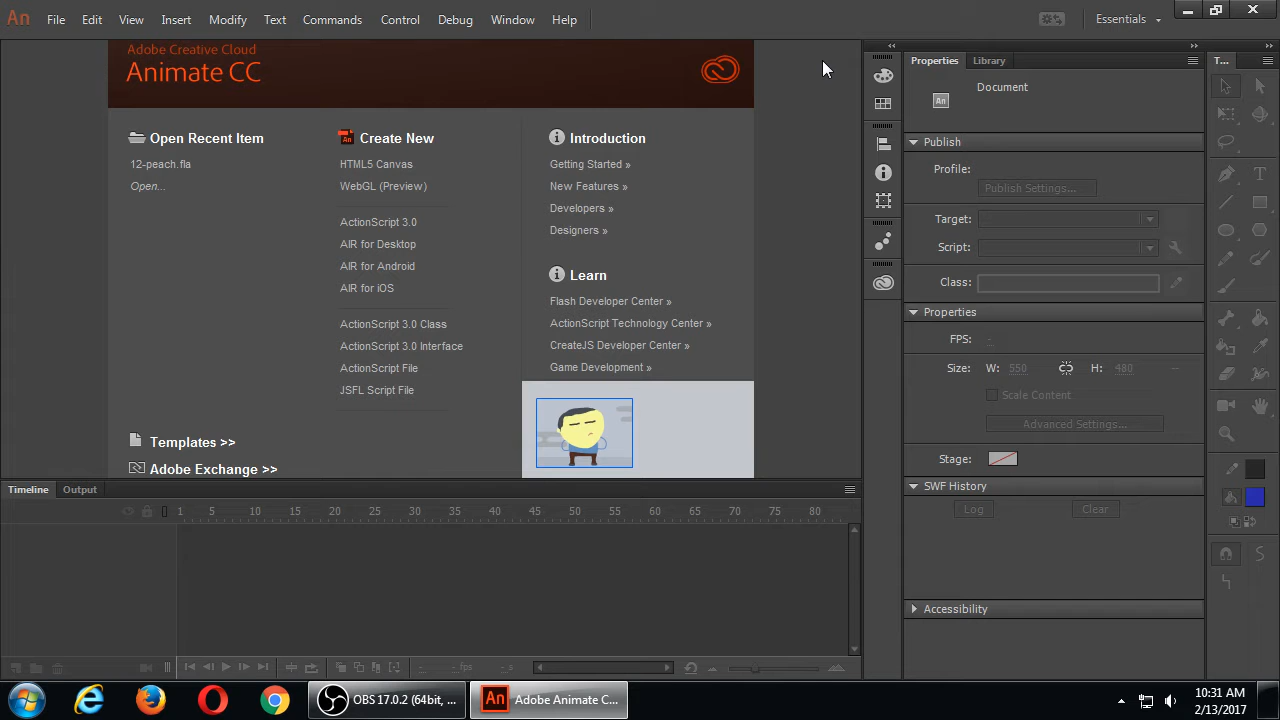 An File Edit View Insert Modify Text Commands Control Debug Window Help Essentials
Adobe Creative Cloud
Animate CC
Open Recent Item
12-peach.fla
Open...
Templates >>
Adobe Exchange >>
Create New
HTML5 Canvas
WebGL (Preview)
ActionScript 3.0
AIR for Desktop
AIR for Android
AIR for iOS
ActionScript 3.0 Class
ActionScript 3.0 Interface
ActionScript File
JSFL Script File
Introduction
Getting Started »
New Features »
Developers »
Designers »
Learn
Flash Developer Center »
ActionScript Technology Center »
CreateJS Developer Center »
Game Development »
Properties Library T...
An Document
Publish
Profile:
Publish Settings...
Target:
Script:
Class:
Properties
FPS: -
Size: W: 550 H: 480 --
Scale Content
Advanced Settings...
Stage:
SWF History
Log Clear
Accessibility
Timeline Output
1 5 10 15 20 25 30 35 40 45 50 55 60 65 70 75 80
- -- fps -- s
OBS 17.0.2 (64bit, ...
An Adobe Animate C...
10:31 AM
2/13/2017